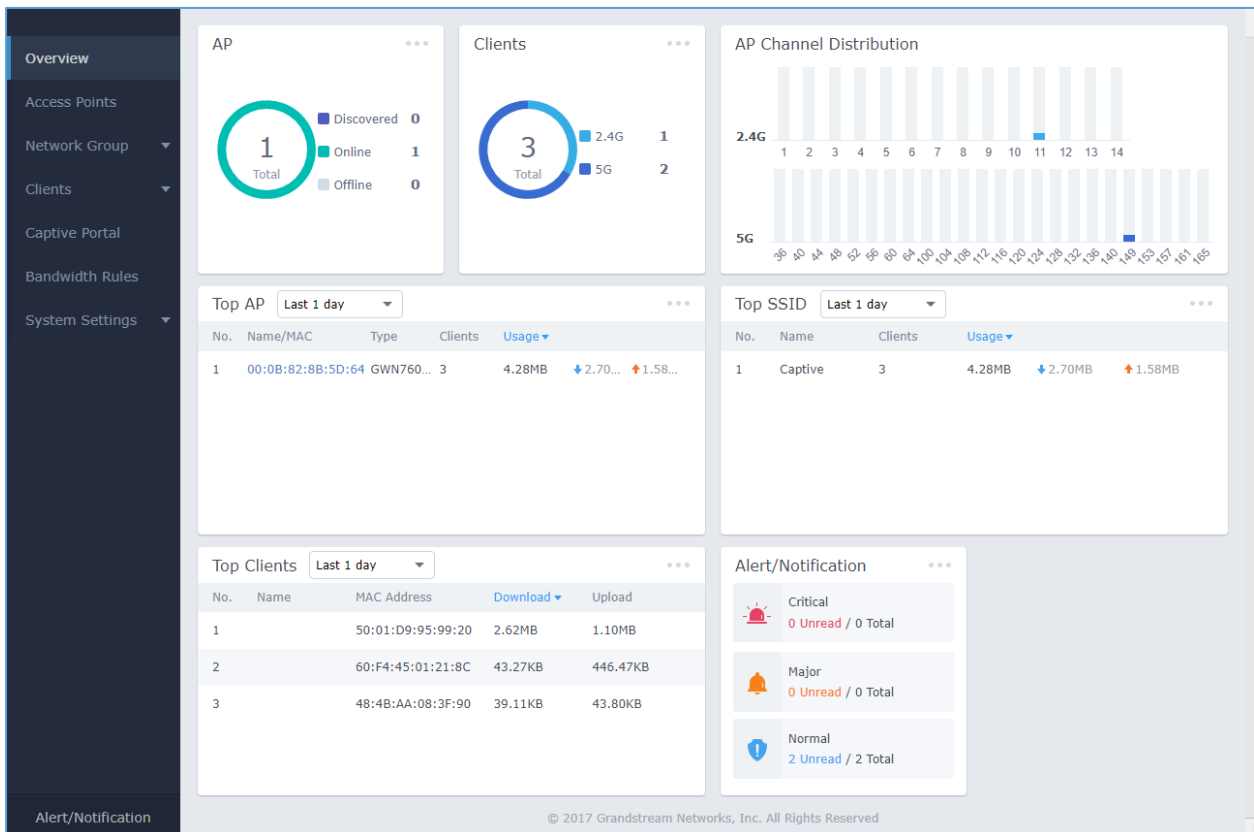 Overview
Access Points
Network Group
Clients
Captive Portal
Bandwidth Rules
System Settings
Alert/Notification
AP
1
Total
Discovered 0
Online 1
Offline 0
Clients
3
Total
2.4G 1
5G 2
AP Channel Distribution
2.4G
1 2 3 4 5 6 7 8 9 10 11 12 13 14
5G
36 40 44 48 52 56 60 64 100 104 108 112 116 120 124 128 132 136 140 149 153 157 161 165
Top AP Last 1 day
No. Name/MAC Type Clients Usage
1 00:0B:82:8B:5D:64 GWN760... 3 4.28MB 2.70... 1.58...
Top SSID Last 1 day
No. Name Clients Usage
1 Captive 3 4.28MB 2.70MB 1.58MB
Top Clients Last 1 day
No. Name MAC Address Download Upload
1 50:01:D9:95:99:20 2.62MB 1.10MB
2 60:F4:45:01:21:8C 43.27KB 446.47KB
3 48:4B:AA:08:3F:90 39.11KB 43.80KB
Alert/Notification
Critical
0 Unread / 0 Total
Major
0 Unread / 0 Total
Normal
2 Unread / 2 Total
© 2017 Grandstream Networks, Inc. All Rights Reserved